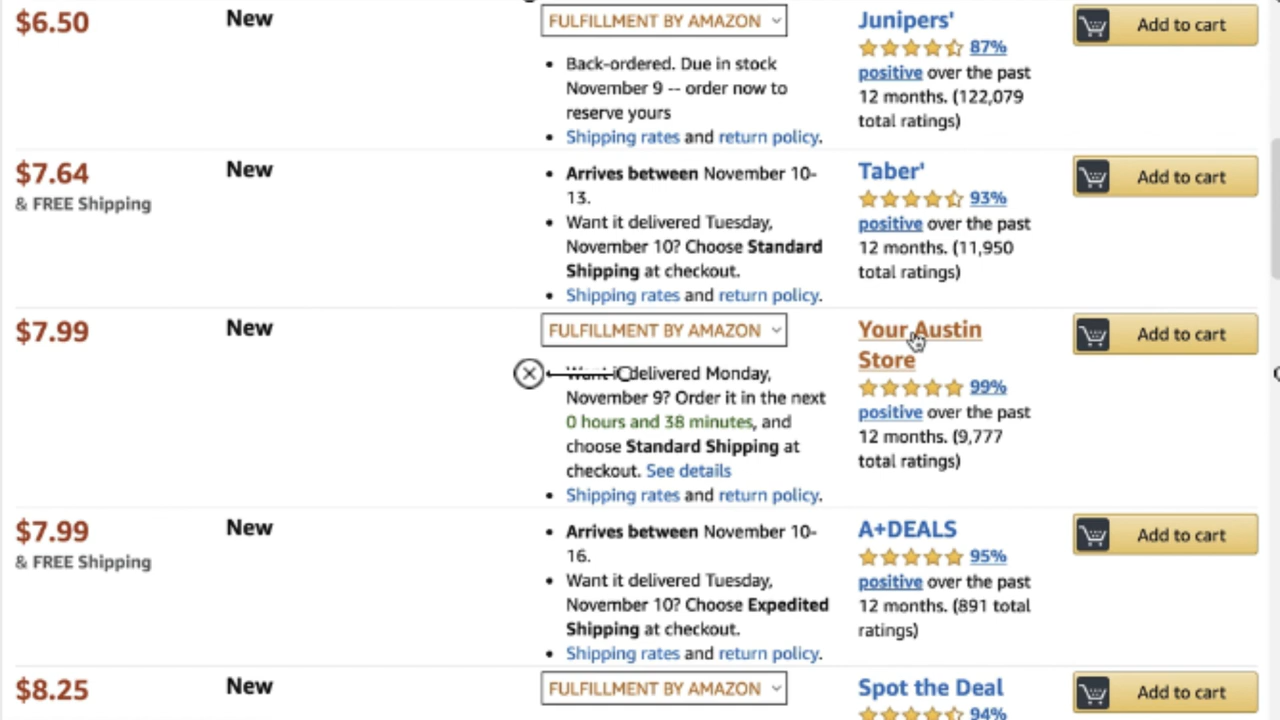 $6.50
New
FULFILLMENT BY AMAZON
Back-ordered. Due in stock
November 9 -- order now to
reserve yours
Shipping rates and return policy.
Junipers'
87%
positive over the past
12 months. (122,079
total ratings)
Add to cart
$7.64
& FREE Shipping
New
Arrives between November 10-
13.
Want it delivered Tuesday,
November 10? Choose Standard
Shipping at checkout.
Shipping rates and return policy.
Taber'
93%
positive over the past
12 months. (11,950
total ratings)
Add to cart
$7.99
New
FULFILLMENT BY AMAZON
Want it delivered Monday,
November 9? Order it in the next
0 hours and 38 minutes, and
choose Standard Shipping at
checkout. See details
Shipping rates and return policy.
Your Austin
Store
99%
positive over the past
12 months. (9,777
total ratings)
Add to cart
$7.99
& FREE Shipping
New
Arrives between November 10-
16.
Want it delivered Tuesday,
November 10? Choose Expedited
Shipping at checkout.
Shipping rates and return policy.
A+DEALS
95%
positive over the past
12 months. (891 total
ratings)
Add to cart
$8.25
New
FULFILLMENT BY AMAZON
Spot the Deal
94%
Add to cart